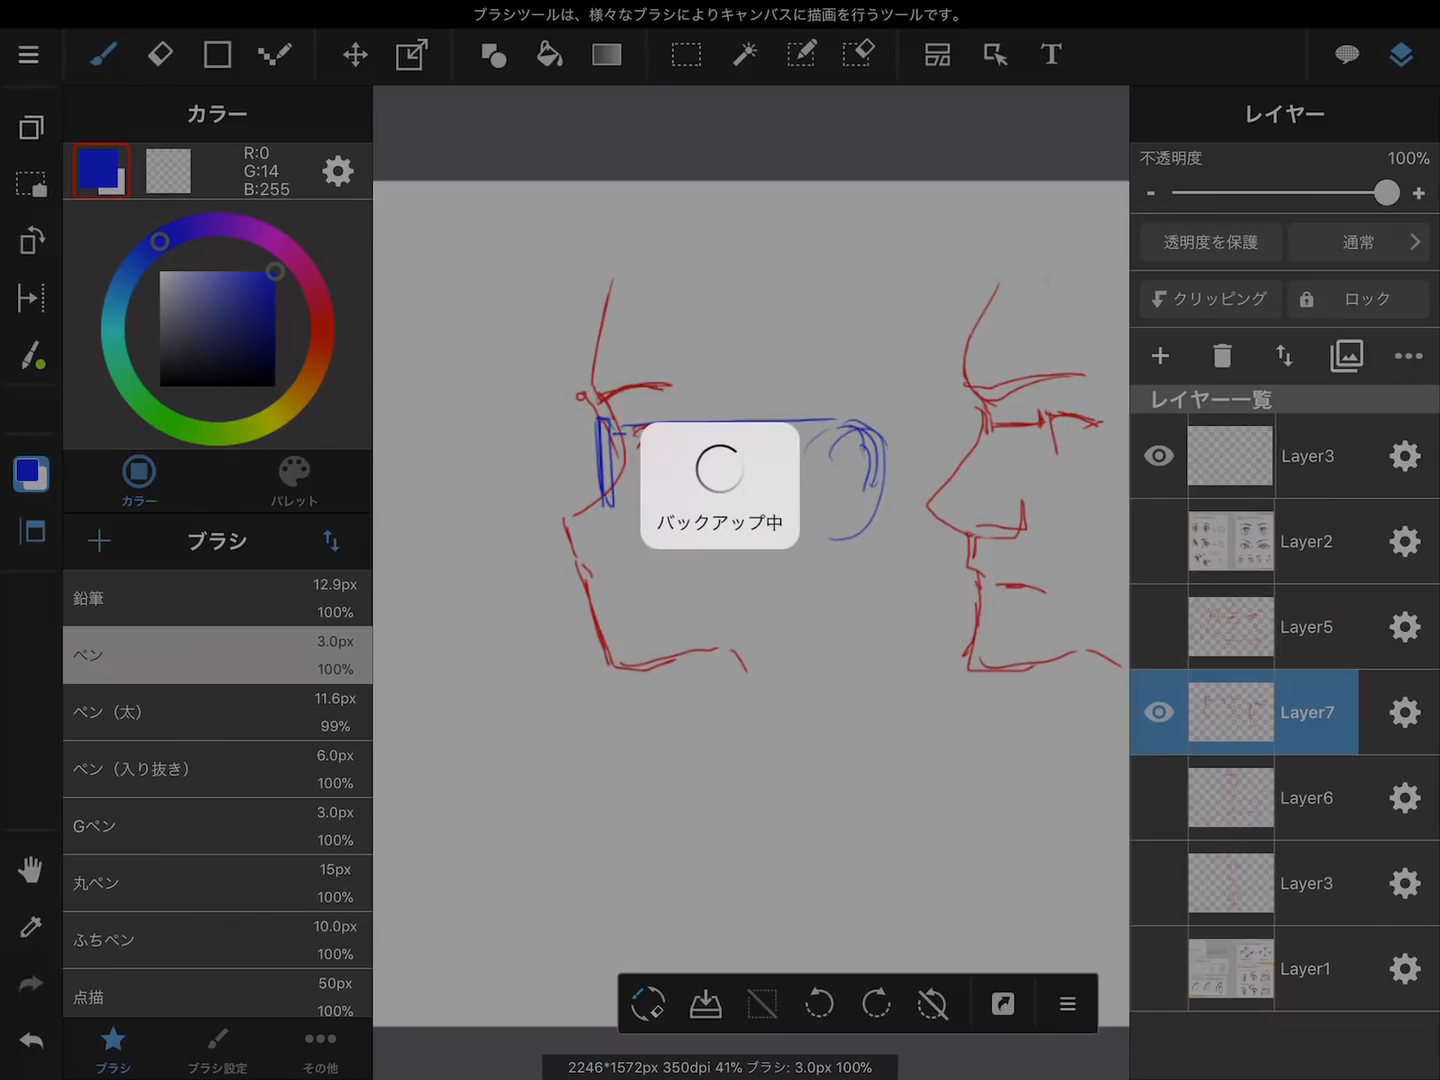 ブラシツールは、様々なブラシによりキャンバスに描画を行うツールです。
T
カラー
R:0
G:14
B:255
カラー
パレット
ブラシ
鉛筆
12.9px
100%
ペン
3.0px
100%
ペン（太）
11.6px
99%
ペン（入り抜き）
6.0px
100%
Gペン
3.0px
100%
丸ペン
15px
100%
ふちペン
10.0px
100%
点描
50px
100%
ブラシ
ブラシ設定
その他
バックアップ中
2246*1572px 350dpi 41% ブラシ: 3.0px 100%
レイヤー
不透明度
100%
- +
透明度を保護
通常
クリッピング
ロック
レイヤー一覧
Layer3
Layer2
Layer5
Layer7
Layer6
Layer3
Layer1